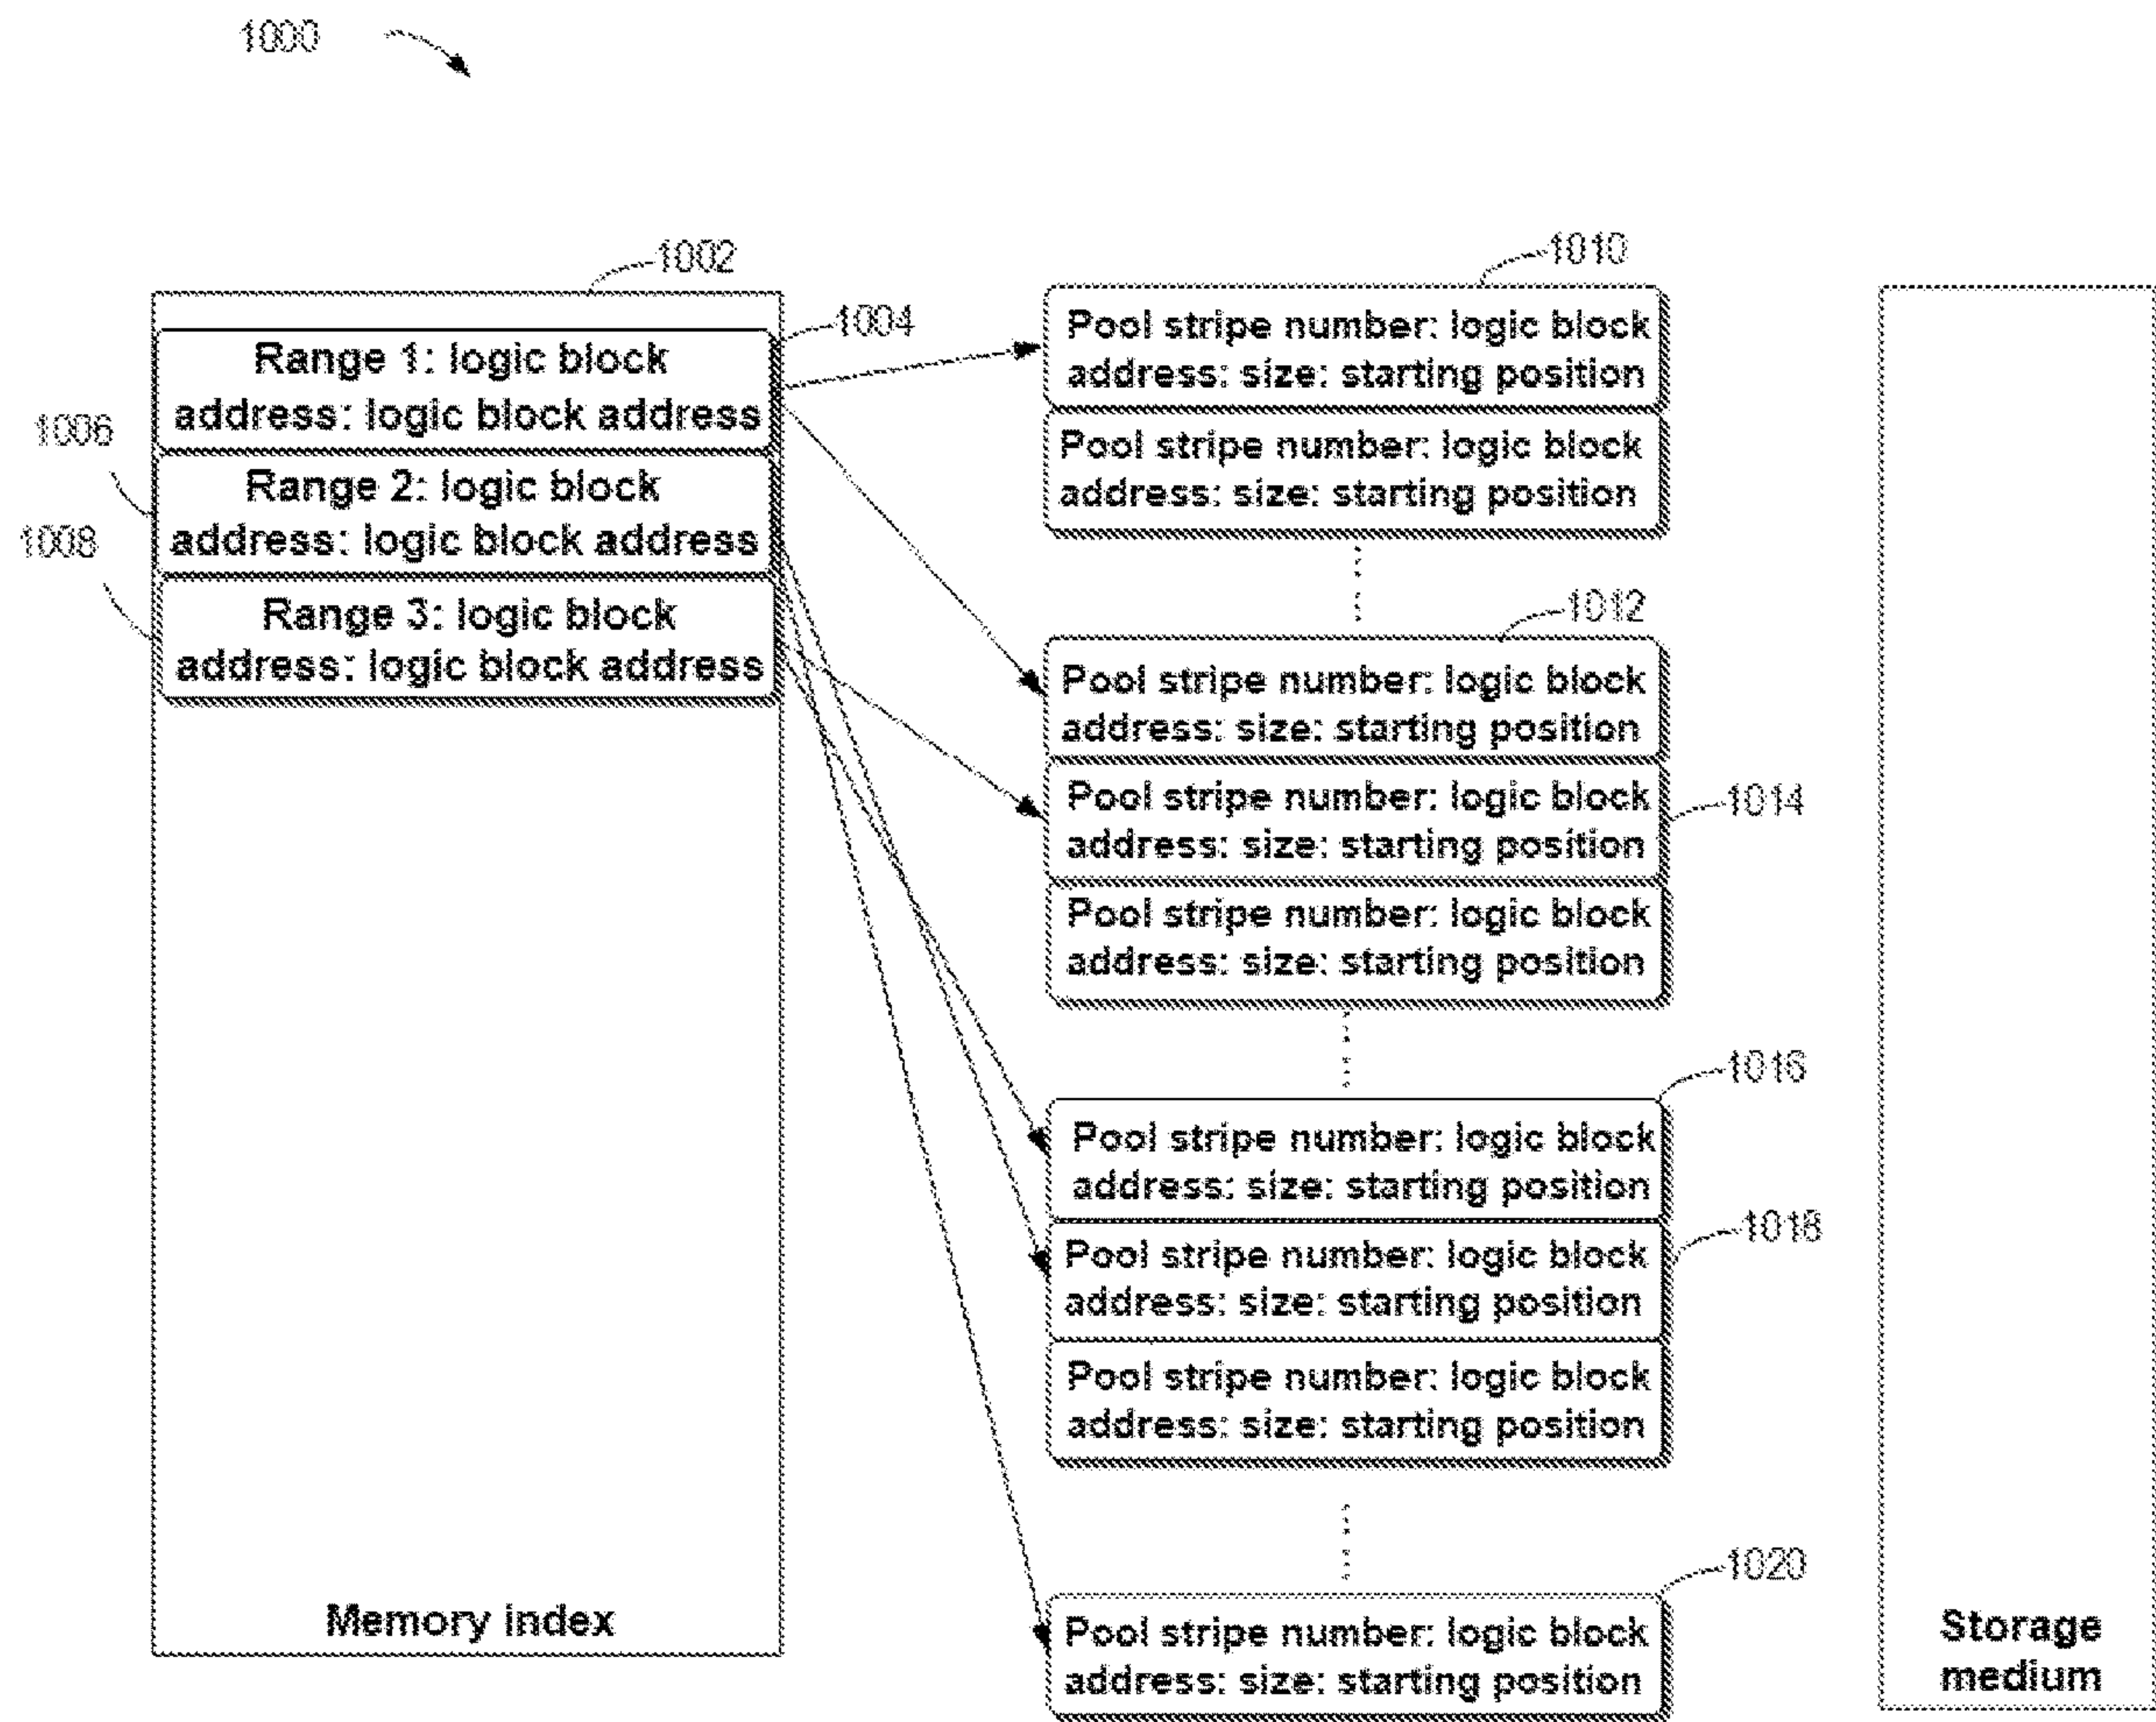 1000
1002
1004
Range 1: logic block
address: logic block address
1006
Range 2: logic block
address: logic block address
1008
Range 3: logic block
address: logic block address
Memory index
1010
Pool stripe number: logic block
address: size: starting position
Pool stripe number: logic block
address: size: starting position
1012
Pool stripe number: logic block
address: size: starting position
Pool stripe number: logic block
address: size: starting position
1014
Pool stripe number: logic block
address: size: starting position
1016
Pool stripe number: logic block
address: size: starting position
1018
Pool stripe number: logic block
address: size: starting position
Pool stripe number: logic block
address: size: starting position
1020
Pool stripe number: logic block
address: size: starting position
Storage
medium